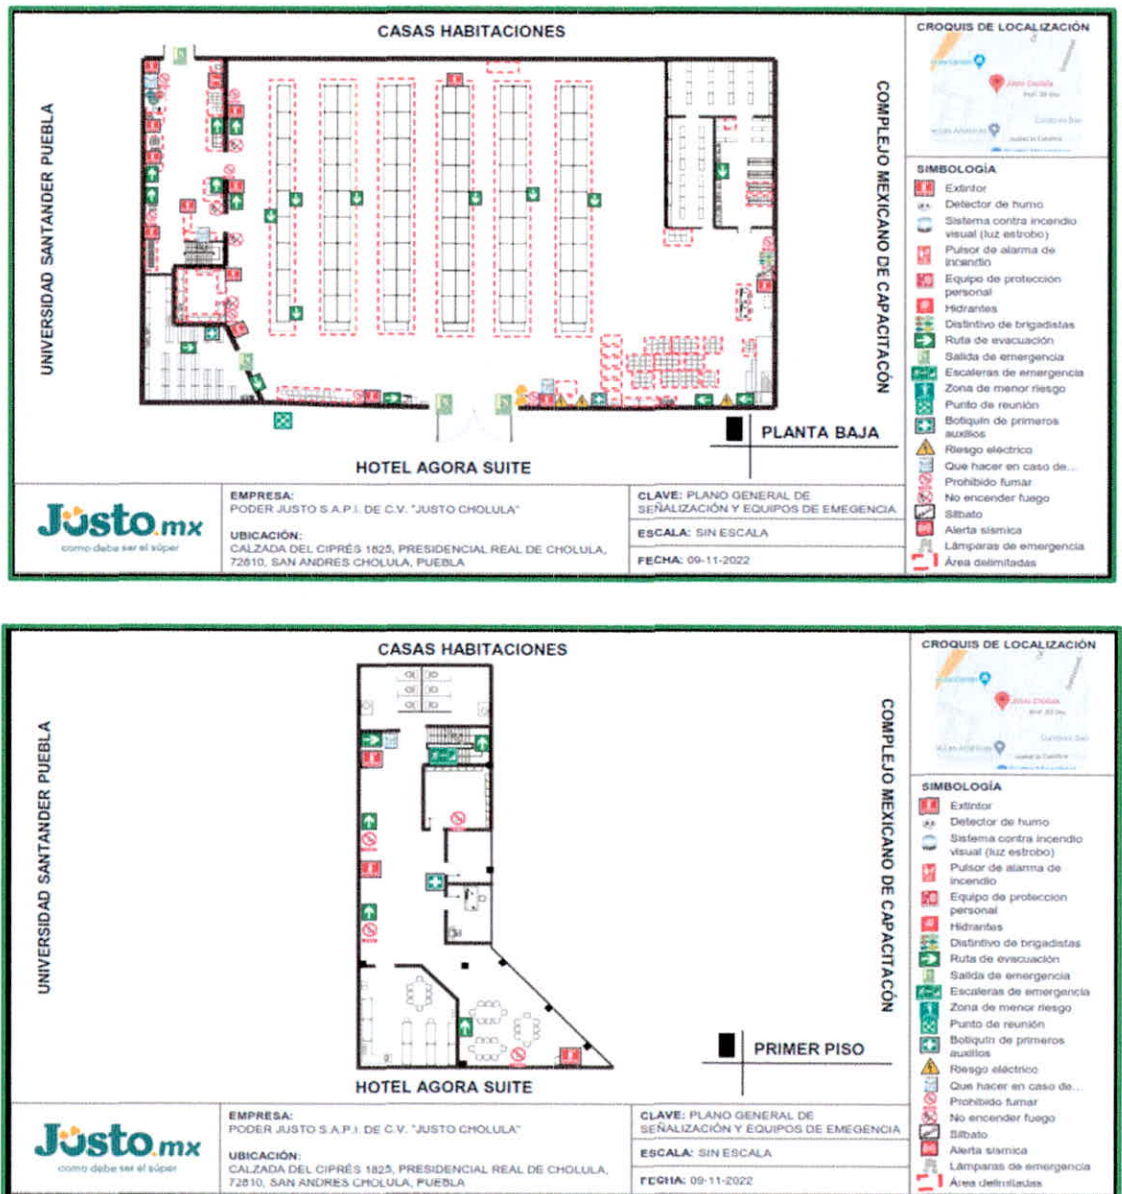 CASAS HABITACIONES
UNIVERSIDAD SANTANDER PUEBLA
COMPLEJO MEXICANO DE CAPACITACÓN
HOTEL AGORA SUITE
PLANTA BAJA
CROQUIS DE LOCALIZACIÓN
SIMBOLOGÍA
Extintor
Detector de humo
Sistema contra incendio
visual (luz estrobo)
Pulsor de alarma de
incendio
Equipo de protección
personal
Hidrantes
Distintivo de brigadistas
Ruta de evacuación
Salida de emergencia
Escaleras de emergencia
Zona de menor riesgo
Punto de reunión
Botiquín de primeros
auxilios
Riesgo eléctrico
Que hacer en caso de...
Prohibido fumar
No encender fuego
Silbato
Alerta sísmica
Lámparas de emergencia
Área delimitadas
Justo.mx
como debe ser el súper
EMPRESA:
PODER JUSTO S.A.P.I. DE C.V. "JUSTO CHOLULA"
UBICACIÓN:
CALZADA DEL CIPRÉS 1825, PRESIDENCIAL REAL DE CHOLULA,
72810, SAN ANDRES CHOLULA, PUEBLA
CLAVE: PLANO GENERAL DE
SEÑALIZACIÓN Y EQUIPOS DE EMEGENCIA
ESCALA: SIN ESCALA
FECHA: 09-11-2022
CASAS HABITACIONES
UNIVERSIDAD SANTANDER PUEBLA
COMPLEJO MEXICANO DE CAPACITACÓN
HOTEL AGORA SUITE
PRIMER PISO
CROQUIS DE LOCALIZACIÓN
SIMBOLOGÍA
Extintor
Detector de humo
Sistema contra incendio
visual (luz estrobo)
Pulsor de alarma de
incendio
Equipo de protección
personal
Hidrantes
Distintivo de brigadistas
Ruta de evacuación
Salida de emergencia
Escaleras de emergencia
Zona de menor riesgo
Punto de reunión
Botiquín de primeros
auxilios
Riesgo eléctrico
Que hacer en caso de...
Prohibido fumar
No encender fuego
Silbato
Alerta sísmica
Lámparas de emergencia
Área delimitadas
Justo.mx
como debe ser el súper
EMPRESA:
PODER JUSTO S.A.P.I. DE C.V. "JUSTO CHOLULA"
UBICACIÓN:
CALZADA DEL CIPRÉS 1825, PRESIDENCIAL REAL DE CHOLULA,
72810, SAN ANDRES CHOLULA, PUEBLA
CLAVE: PLANO GENERAL DE
SEÑALIZACIÓN Y EQUIPOS DE EMEGENCIA
ESCALA: SIN ESCALA
FECHA: 09-11-2022